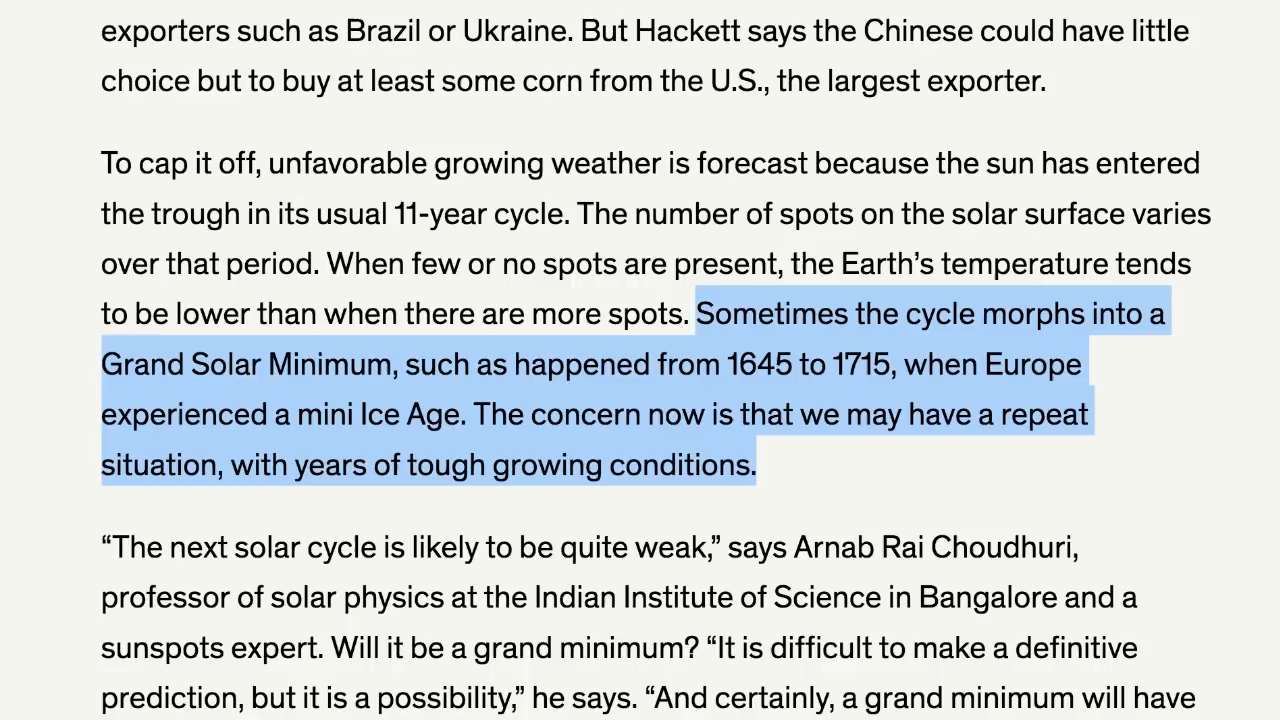 exporters such as Brazil or Ukraine. But Hackett says the Chinese could have little
choice but to buy at least some corn from the U.S., the largest exporter.
To cap it off, unfavorable growing weather is forecast because the sun has entered
the trough in its usual 11-year cycle. The number of spots on the solar surface varies
over that period. When few or no spots are present, the Earth’s temperature tends
to be lower than when there are more spots. Sometimes the cycle morphs into a
Grand Solar Minimum, such as happened from 1645 to 1715, when Europe
experienced a mini Ice Age. The concern now is that we may have a repeat
situation, with years of tough growing conditions.
“The next solar cycle is likely to be quite weak,” says Arnab Rai Choudhuri,
professor of solar physics at the Indian Institute of Science in Bangalore and a
sunspots expert. Will it be a grand minimum? “It is difficult to make a definitive
prediction, but it is a possibility,” he says. “And certainly, a grand minimum will have